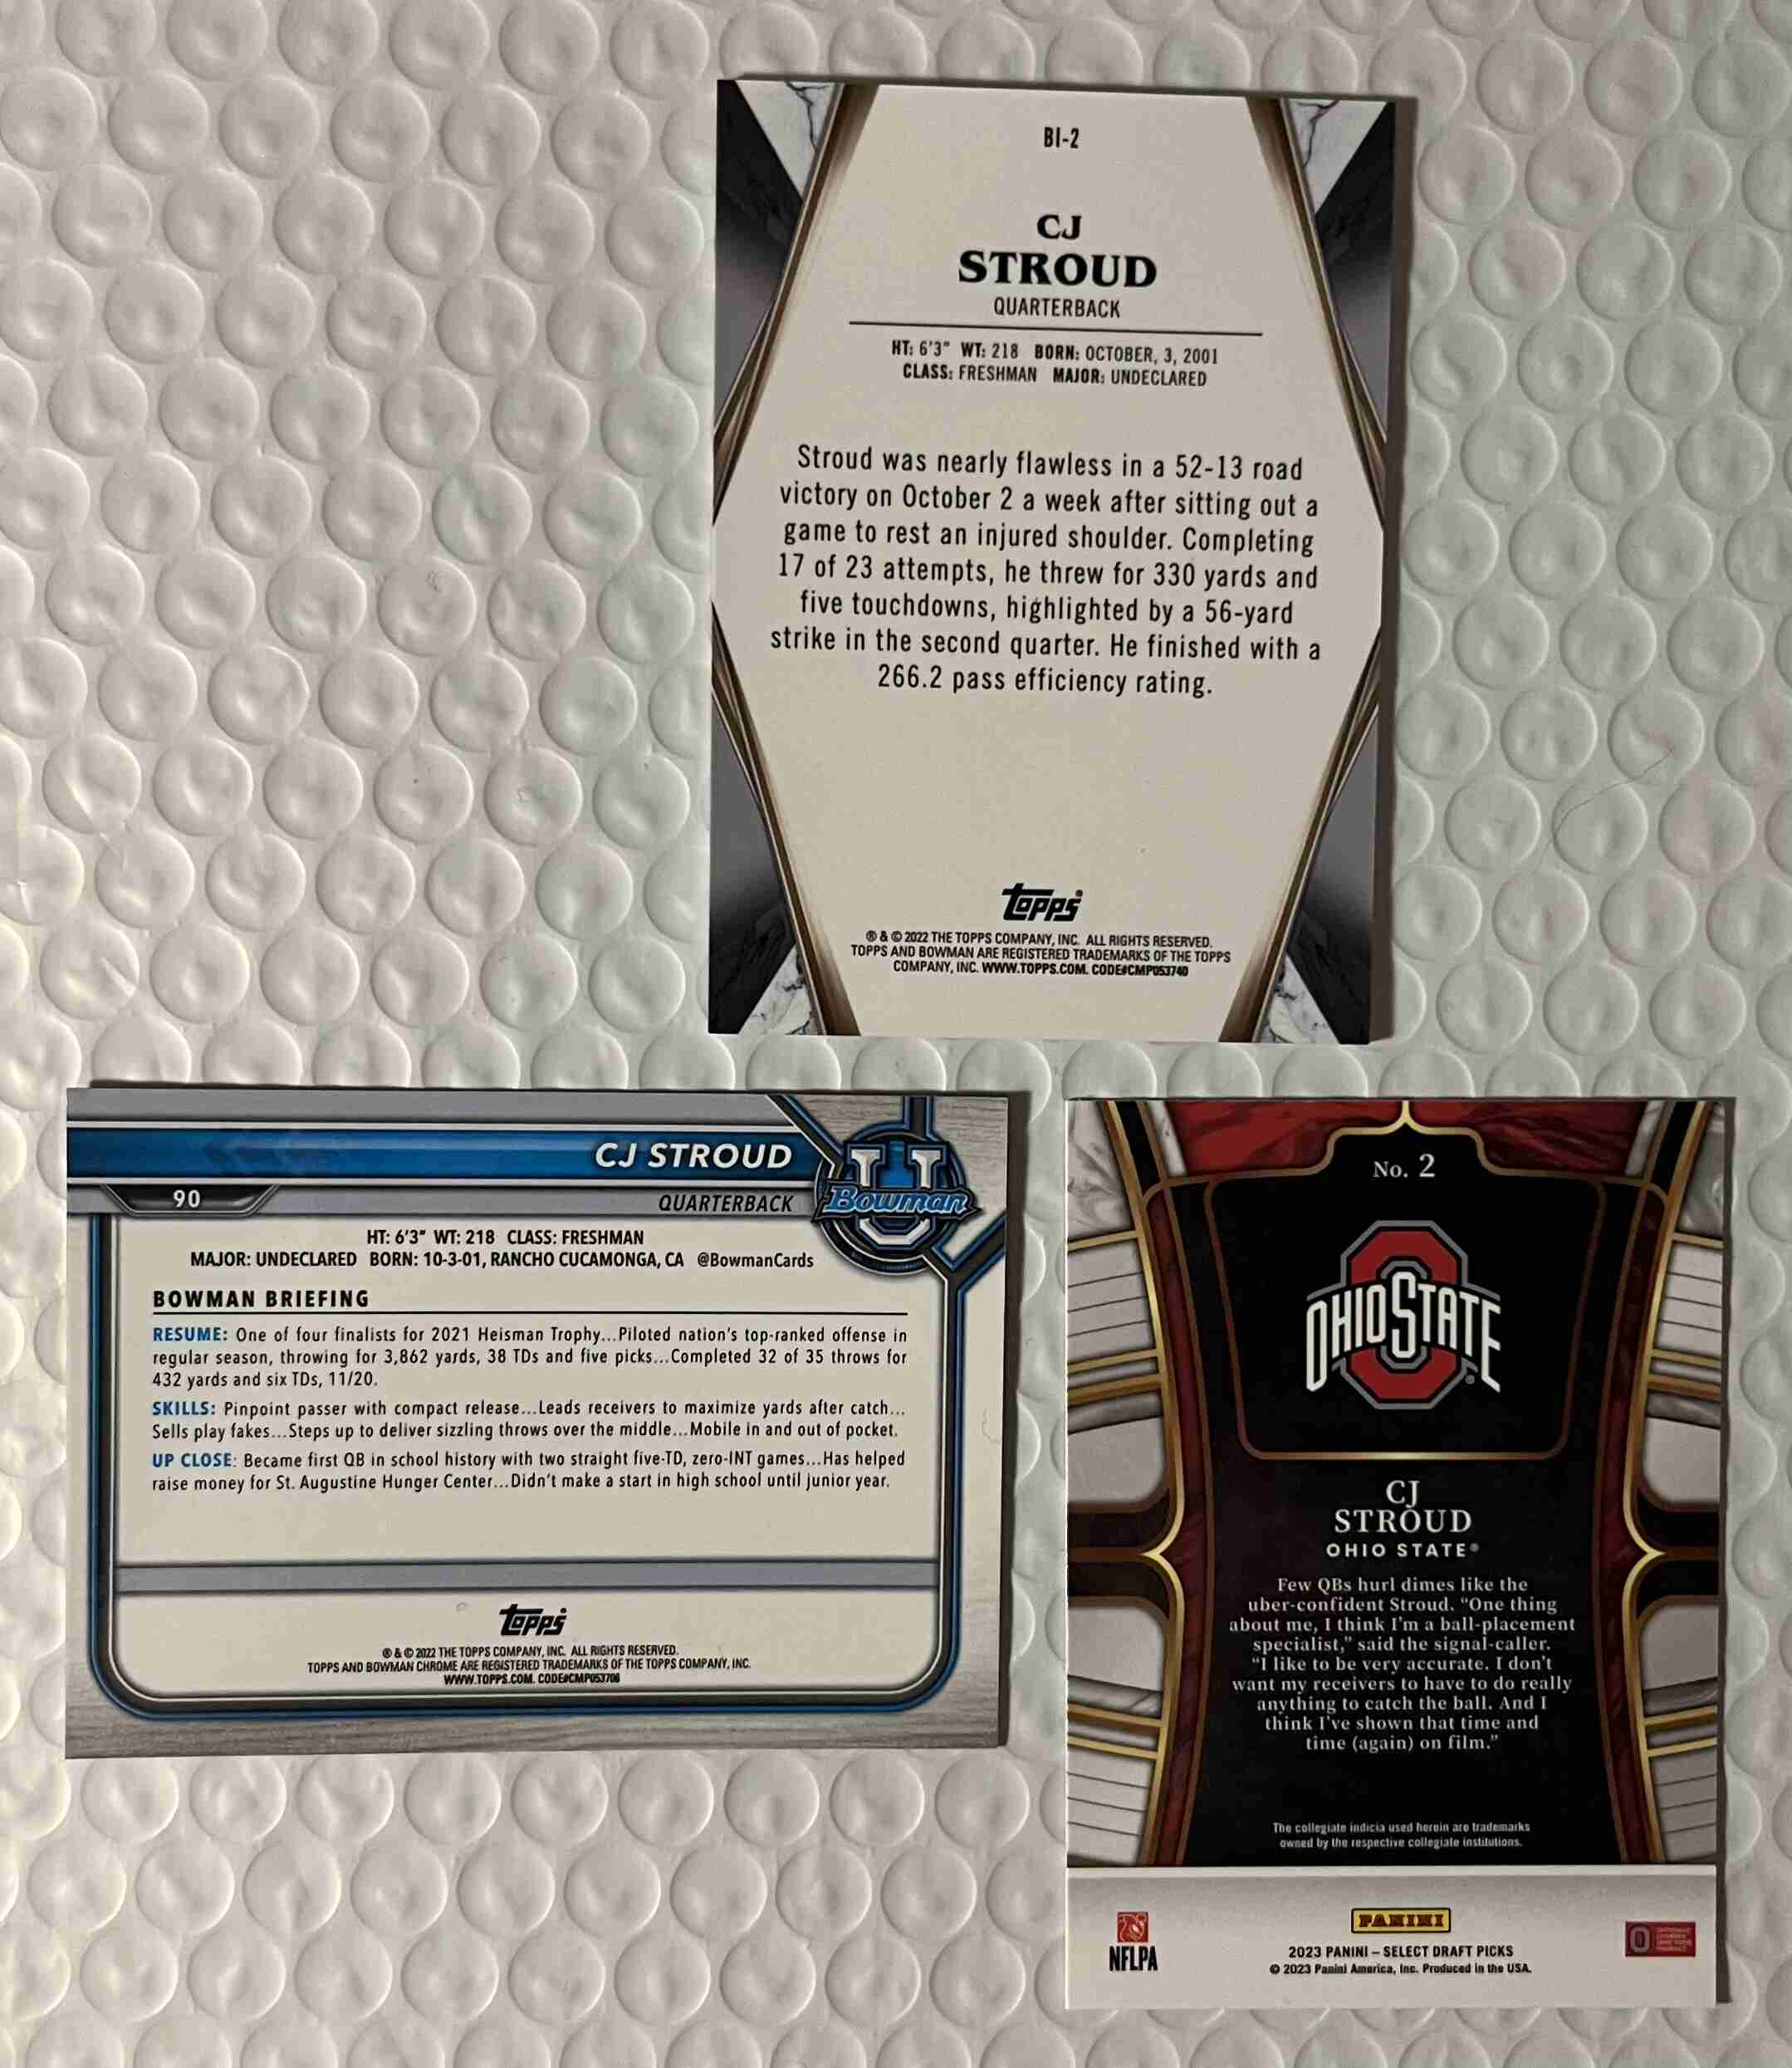 BI-2
CJ
STROUD
QUARTERBACK
HT: 6'3" WT: 218 BORN: OCTOBER, 3, 2001
CLASS: FRESHMAN MAJOR: UNDECLARED
Stroud was nearly flawless in a 52-13 road
victory on October 2 a week after sitting out a
game to rest an injured shoulder. Completing
17 of 23 attempts, he threw for 330 yards and
five touchdowns, highlighted by a 56-yard
strike in the second quarter. He finished with a
266.2 pass efficiency rating.
Topps
® & © 2022 THE TOPPS COMPANY, INC. ALL RIGHTS RESERVED.
TOPPS AND BOWMAN ARE REGISTERED TRADEMARKS OF THE TOPPS
COMPANY, INC. WWW.TOPPS.COM. CODE#CMP053740
CJ STROUD
90
QUARTERBACK
U
Bowman
HT: 6'3" WT: 218 CLASS: FRESHMAN
MAJOR: UNDECLARED BORN: 10-3-01, RANCHO CUCAMONGA, CA @BowmanCards
BOWMAN BRIEFING
RESUME: One of four finalists for 2021 Heisman Trophy...Piloted nation's top-ranked offense in
regular season, throwing for 3,862 yards, 38 TDs and five picks...Completed 32 of 35 throws for
432 yards and six TDs, 11/20.
SKILLS: Pinpoint passer with compact release...Leads receivers to maximize yards after catch...
Sells play fakes...Steps up to deliver sizzling throws over the middle...Mobile in and out of pocket.
UP CLOSE: Became first QB in school history with two straight five-TD, zero-INT games...Has helped
raise money for St. Augustine Hunger Center...Didn't make a start in high school until junior year.
Topps
® & © 2022 THE TOPPS COMPANY, INC. ALL RIGHTS RESERVED.
TOPPS AND BOWMAN CHROME ARE REGISTERED TRADEMARKS OF THE TOPPS COMPANY, INC.
WWW.TOPPS.COM. CODE#CMP053706
No. 2
OHIO STATE ®
CJ
STROUD
OHIO STATE®
Few QBs hurl dimes like the
uber-confident Stroud. "One thing
about me, I think I'm a ball-placement
specialist," said the signal-caller.
"I like to be very accurate. I don't
want my receivers to have to do really
anything to catch the ball. And I
think I've shown that time and
time (again) on film."
The collegiate indicia used herein are trademarks
owned by the respective collegiate institutions.
PANINI
NFLPA
2023 PANINI – SELECT DRAFT PICKS
© 2023 Panini America, Inc. Produced in the USA.